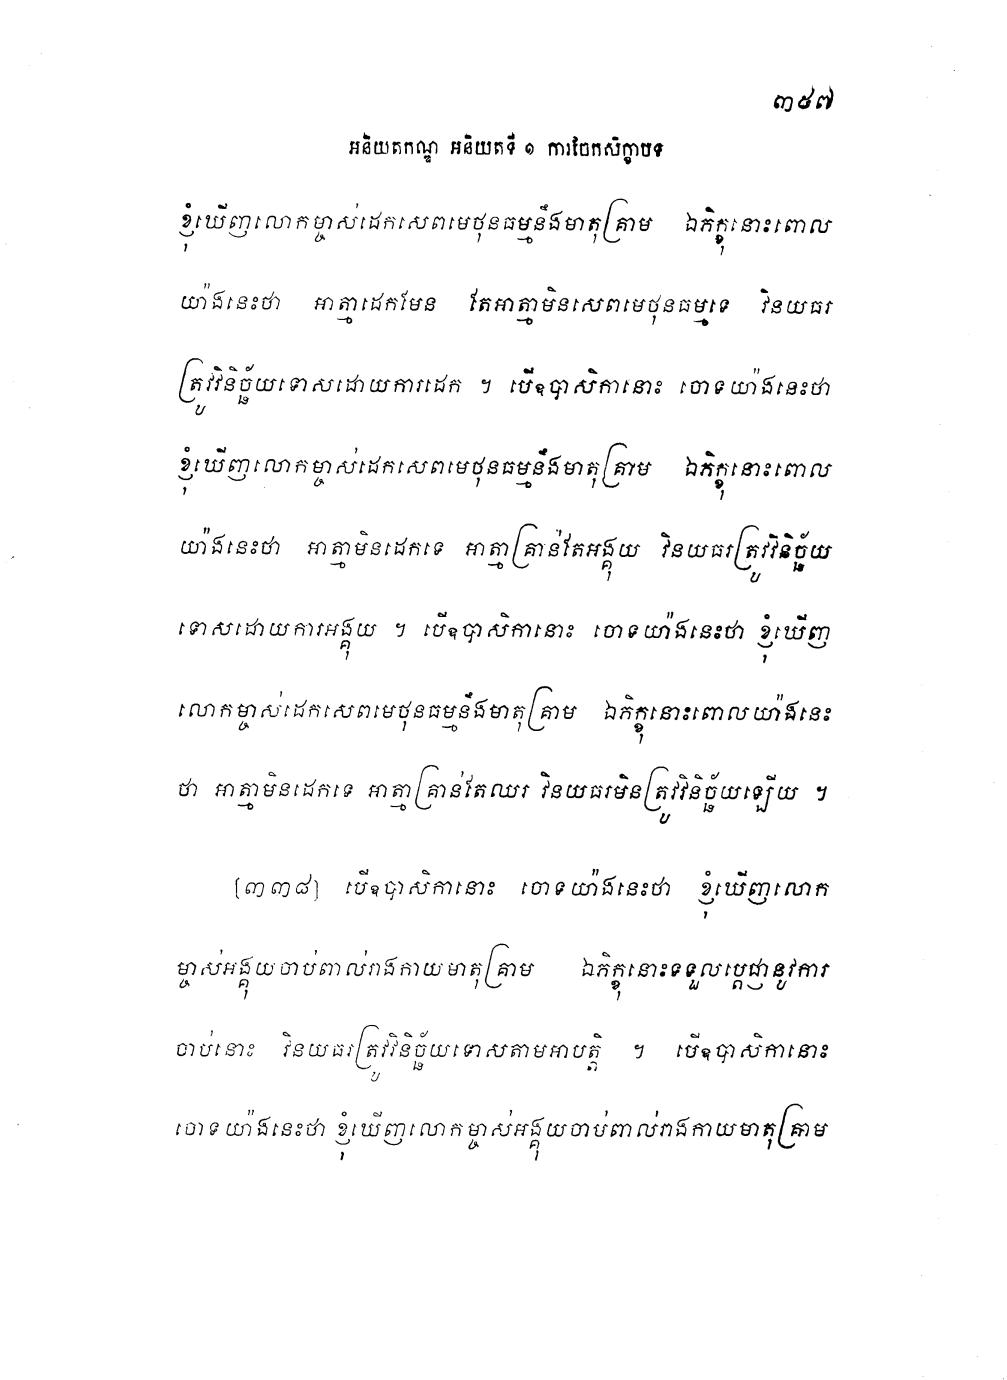 ៣៥៧
អនិយតកណ្ឌ អនិយតទី ១ ការចែកសិក្ខាបទ
ខ្ញុំឃើញលោកម្ចាស់ដេកសេពមេថុនធម្មនឹងមាតុគ្រាម ឯភិក្ខុនោះពោល
យ៉ាងនេះថា អាត្មាដេកមែន តែអាត្មាមិនសេពមេថុនធម្មទេ វិនយធរ
ត្រូវវិនិច្ឆ័យទោសដោយការដេក ។ បើឧបាសិកានោះ ចោទយ៉ាងនេះថា
ខ្ញុំឃើញលោកម្ចាស់ដេកសេពមេថុនធម្មនឹងមាតុគ្រាម ឯភិក្ខុនោះពោល
យ៉ាងនេះថា អាត្មាមិនដេកទេ អាត្មាគ្រាន់តែអង្គុយ វិនយធរត្រូវវិនិច្ឆ័យ
ទោសដោយការអង្គុយ ។ បើឧបាសិកានោះ ចោទយ៉ាងនេះថា ខ្ញុំឃើញ
លោកម្ចាស់ដេកសេពមេថុនធម្មនឹងមាតុគ្រាម ឯភិក្ខុនោះពោលយ៉ាងនេះ
ថា អាត្មាមិនដេកទេ អាត្មាគ្រាន់តែឈរ វិនយធរមិនត្រូវវិនិច្ឆ័យឡើយ ។
[៣៣៨] បើឧបាសិកានោះ ចោទយ៉ាងនេះថា ខ្ញុំឃើញលោក
ម្ចាស់អង្គុយចាប់ពាល់រាងកាយមាតុគ្រាម ឯភិក្ខុនោះទទួលប្តេជ្ញានូវការ
ចាប់នោះ វិនយធរត្រូវវិនិច្ឆ័យទោសតាមអាបត្តិ ។ បើឧបាសិកានោះ
ចោទយ៉ាងនេះថា ខ្ញុំឃើញលោកម្ចាស់អង្គុយចាប់ពាល់រាងកាយមាតុគ្រាម